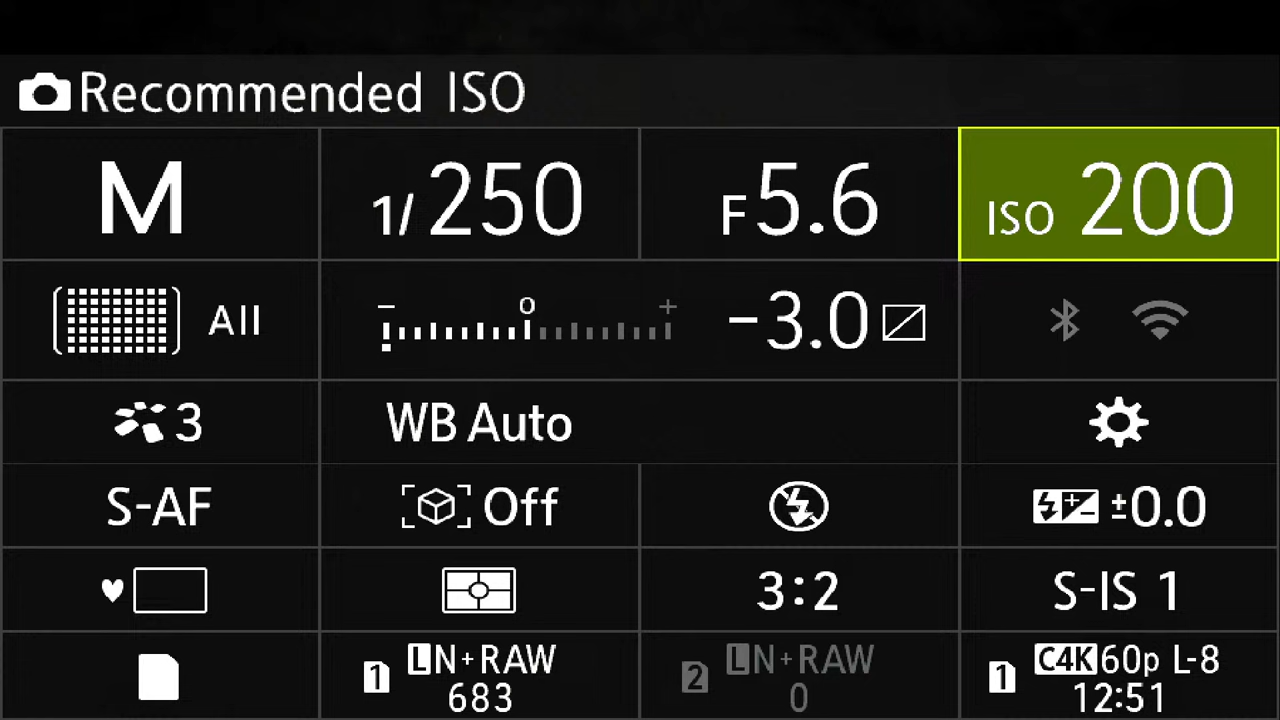 Recommended ISO
M 1/250 F5.6 ISO 200
All − 0 + −3.0
3 WB Auto
S-AF Off ±0.0
3:2 S-IS 1
1 LN+RAW 683 2 LN+RAW 0 1 C4K 60p L-8 12:51